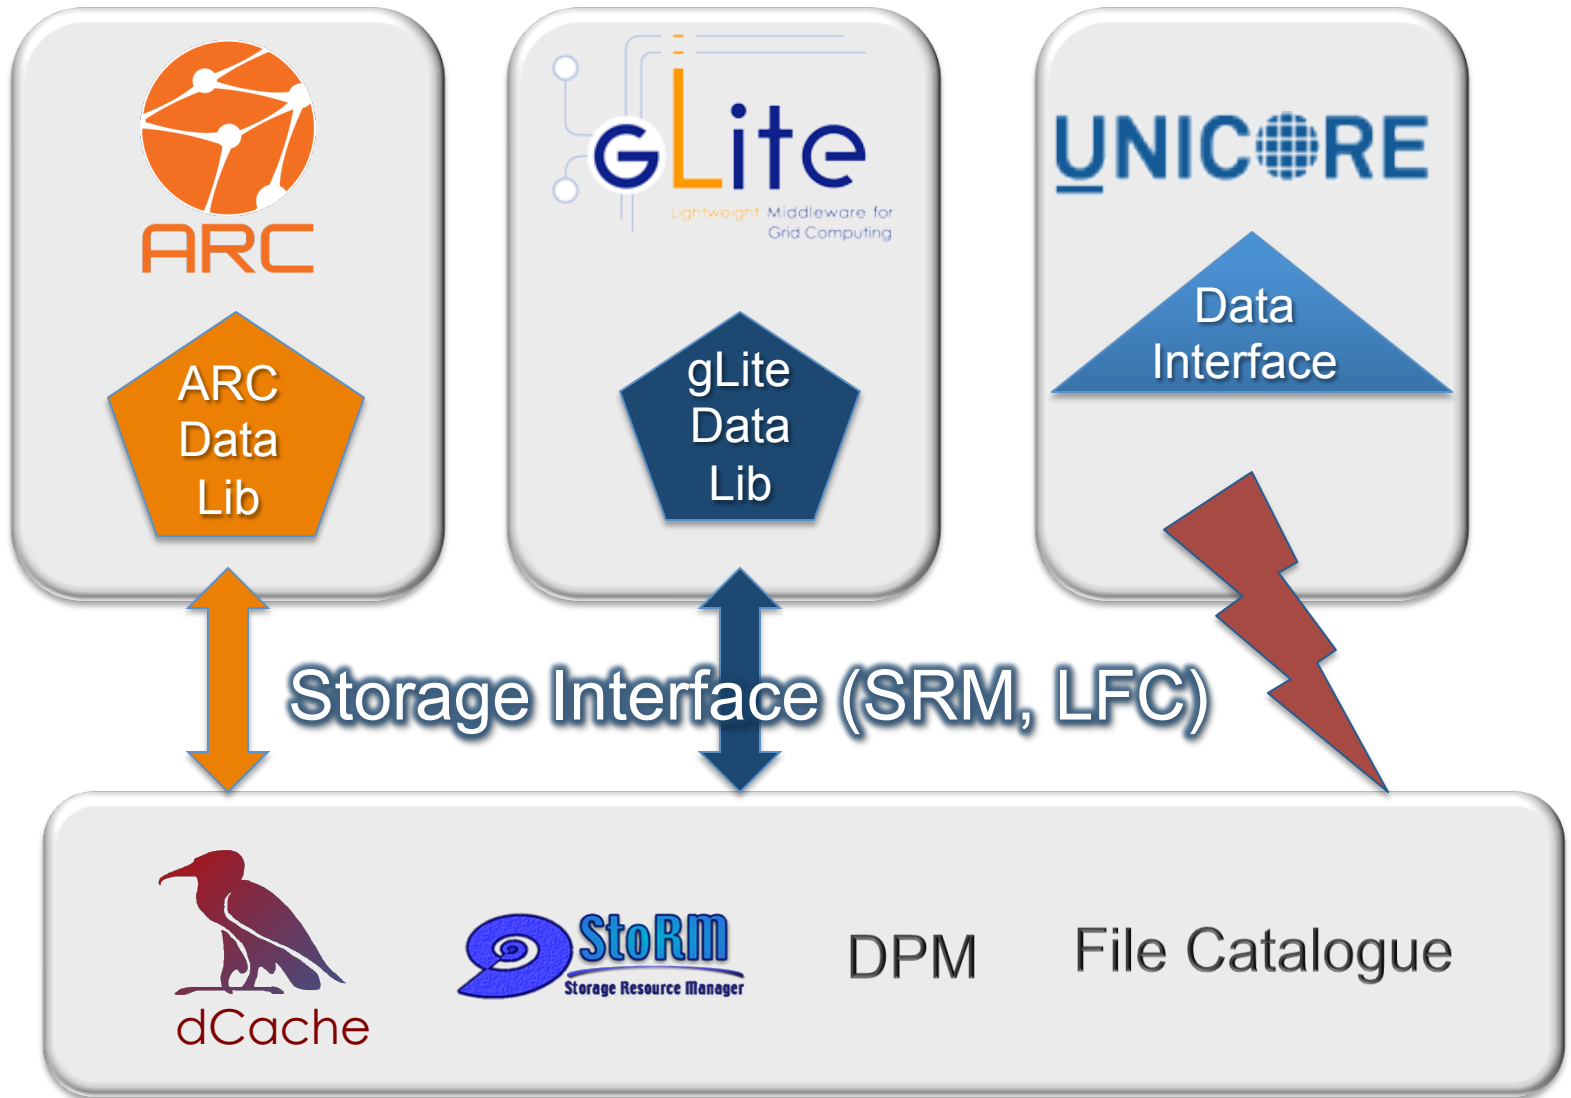 ARC
ARC
Data
Lib
gLite
Lightweight Middleware for
Grid Computing
gLite
Data
Lib
UNICORE
Data
Interface
Storage Interface (SRM, LFC)
dCache
StoRM
Storage Resource Manager
DPM
File Catalogue